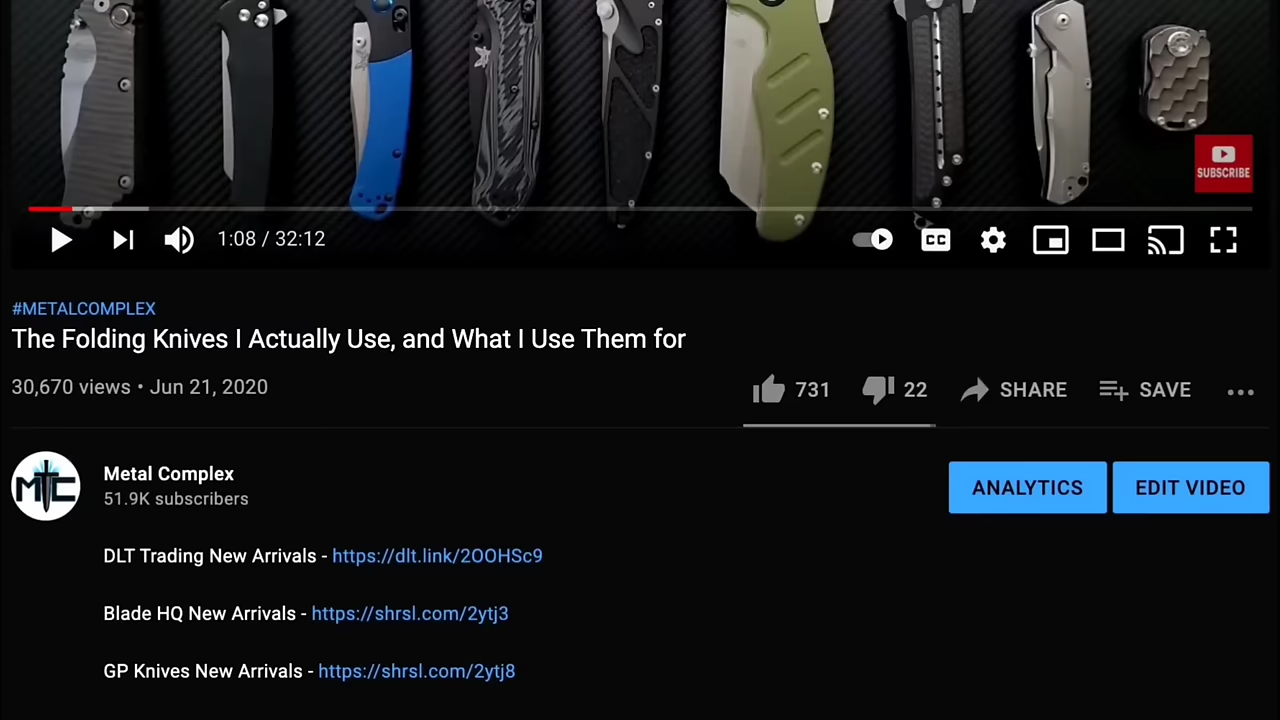 SUBSCRIBE
1:08 / 32:12
CC
#METALCOMPLEX
The Folding Knives I Actually Use, and What I Use Them for
30,670 views • Jun 21, 2020
731 22 SHARE SAVE
MTC
Metal Complex
51.9K subscribers
ANALYTICS EDIT VIDEO
DLT Trading New Arrivals - https://dlt.link/2OOHSc9
Blade HQ New Arrivals - https://shrsl.com/2ytj3
GP Knives New Arrivals - https://shrsl.com/2ytj8